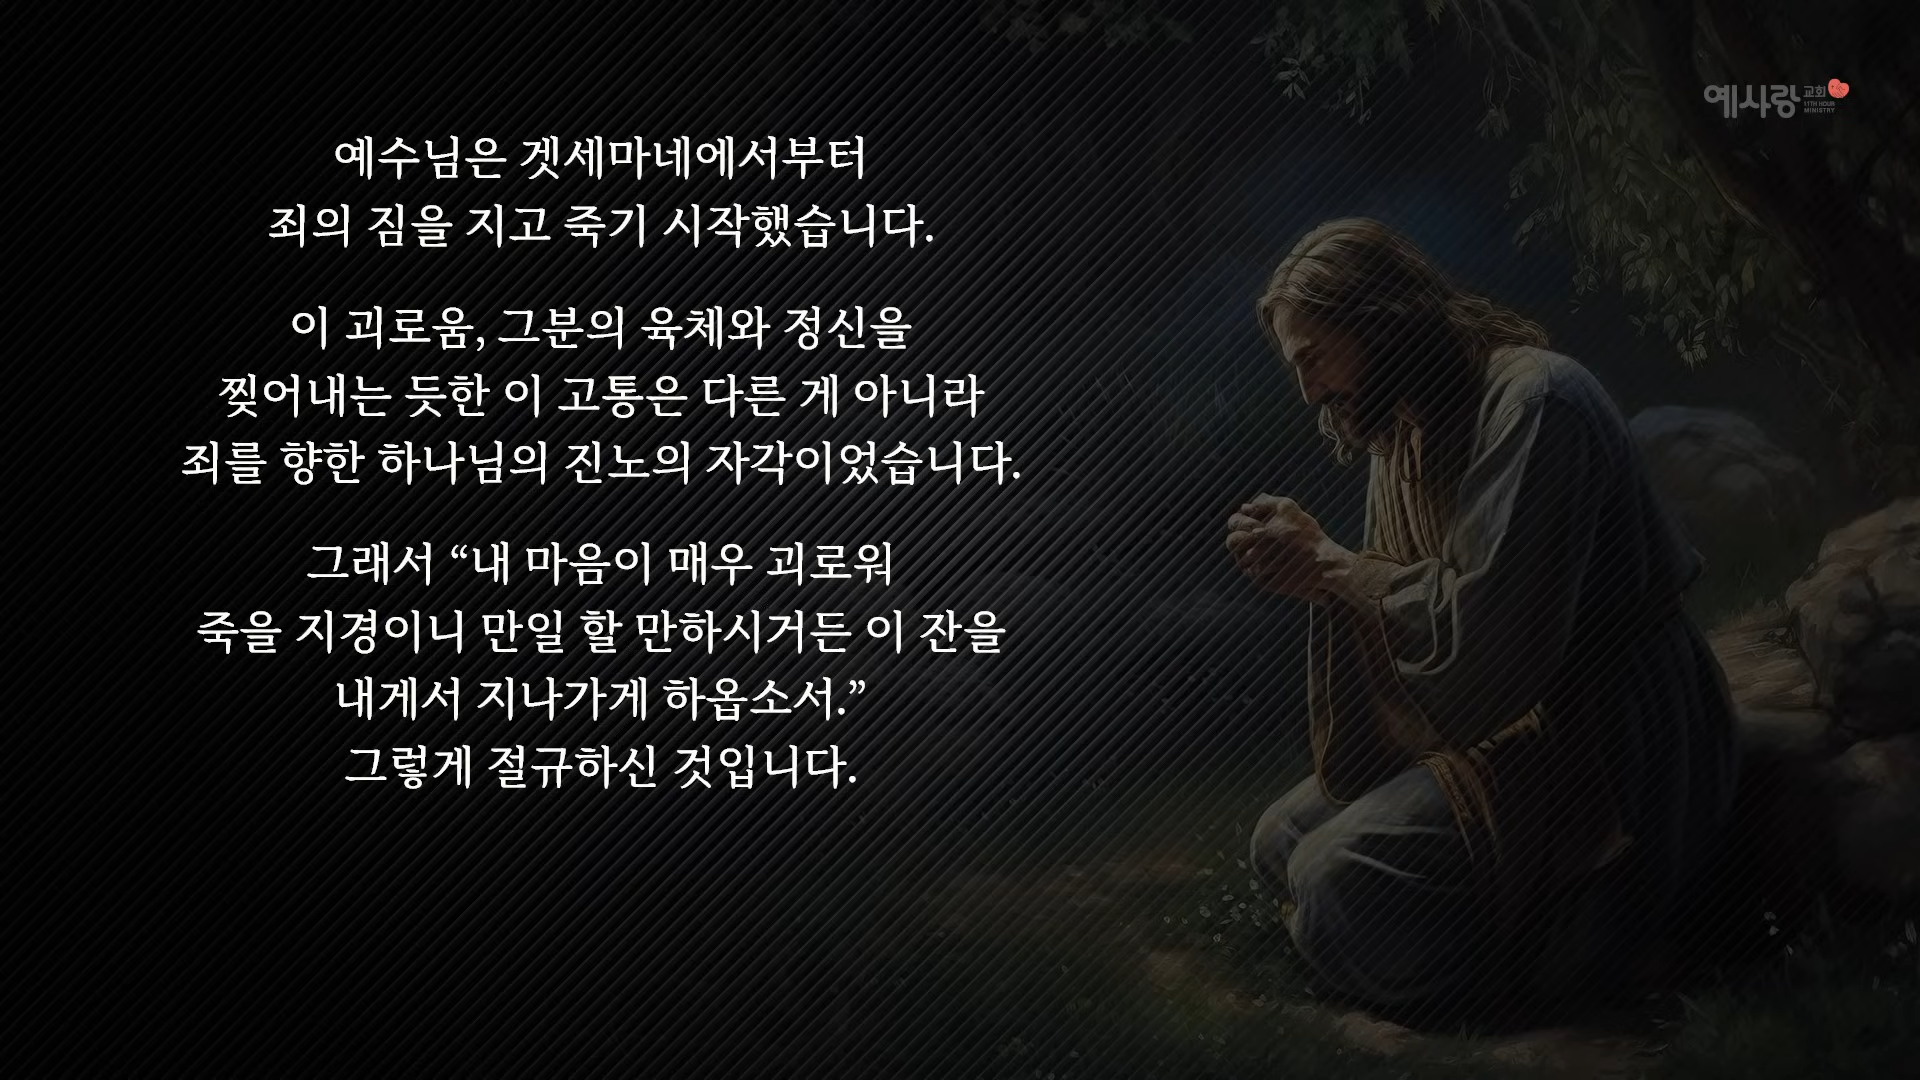 예사랑 교회
11TH HOUR
MINISTRY
예수님은 겟세마네에서부터
죄의 짐을 지고 죽기 시작했습니다.
이 괴로움, 그분의 육체와 정신을
찢어내는 듯한 이 고통은 다른 게 아니라
죄를 향한 하나님의 진노의 자각이었습니다.
그래서 “내 마음이 매우 괴로워
죽을 지경이니 만일 할 만하시거든 이 잔을
내게서 지나가게 하옵소서.”
그렇게 절규하신 것입니다.